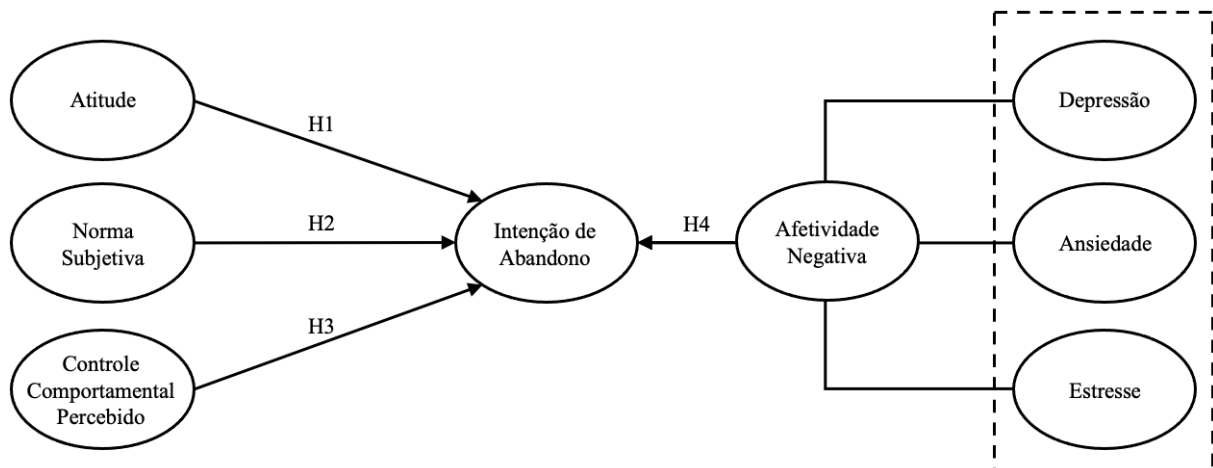 Atitude
H1
Norma
Subjetiva
H2
Controle
Comportamental
Percebido
H3
Intenção de
Abandono
H4
Afetividade
Negativa
Depressão
Ansiedade
Estresse